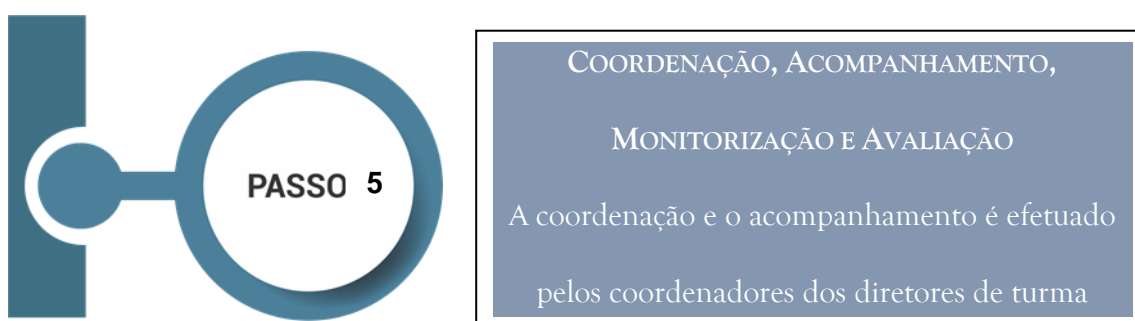 PASSO 5
COORDENAÇÃO, ACOMPANHAMENTO,
MONITORIZAÇÃO E AVALIAÇÃO
A coordenação e o acompanhamento é efetuado
pelos coordenadores dos diretores de turma